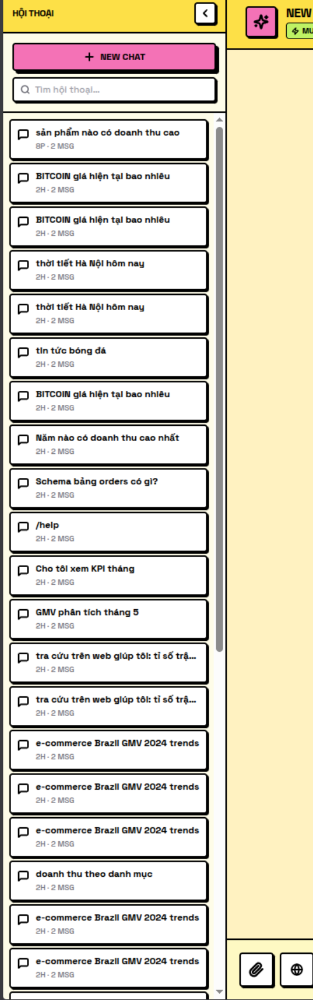 HỘI THOẠI
NEW
MU
NEW CHAT
Tìm hội thoại...
sản phẩm nào có doanh thu cao
8P · 2 MSG
BITCOIN giá hiện tại bao nhiêu
2H · 2 MSG
BITCOIN giá hiện tại bao nhiêu
2H · 2 MSG
thời tiết Hà Nội hôm nay
2H · 2 MSG
thời tiết Hà Nội hôm nay
2H · 2 MSG
tin tức bóng đá
2H · 2 MSG
BITCOIN giá hiện tại bao nhiêu
2H · 2 MSG
Năm nào có doanh thu cao nhất
2H · 2 MSG
Schema bảng orders có gì?
2H · 2 MSG
/help
2H · 2 MSG
Cho tôi xem KPI tháng
2H · 2 MSG
GMV phân tích tháng 5
2H · 2 MSG
tra cứu trên web giúp tôi: tỉ số trậ...
2H · 2 MSG
tra cứu trên web giúp tôi: tỉ số trậ...
2H · 2 MSG
e-commerce Brazil GMV 2024 trends
2H · 2 MSG
e-commerce Brazil GMV 2024 trends
2H · 2 MSG
e-commerce Brazil GMV 2024 trends
2H · 2 MSG
doanh thu theo danh mục
2H · 2 MSG
e-commerce Brazil GMV 2024 trends
2H · 2 MSG
e-commerce Brazil GMV 2024 trends
2H · 2 MSG